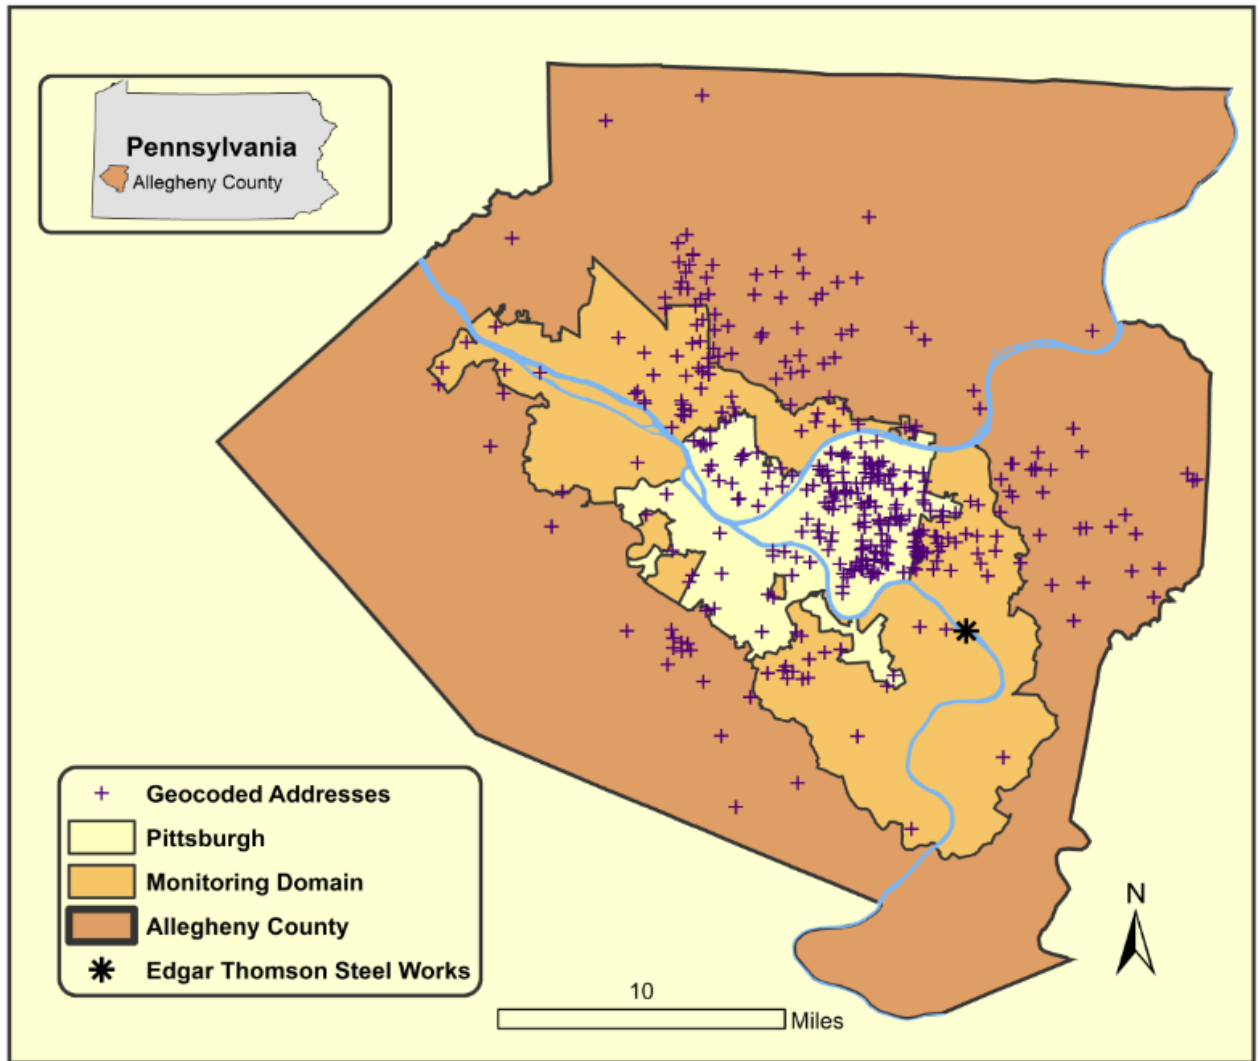 Pennsylvania
Allegheny County
Geocoded Addresses
Pittsburgh
Monitoring Domain
Allegheny County
Edgar Thomson Steel Works
N
10
Miles